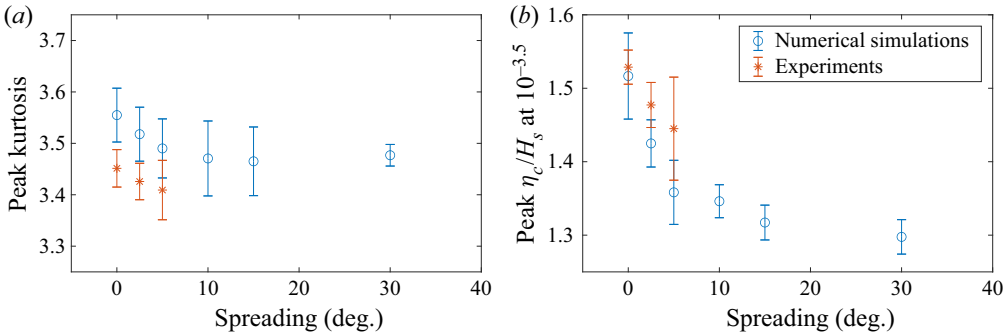 (a)
3.7
3.6
3.5
3.4
3.3
Peak kurtosis
0
10
20
30
40
Spreading (deg.)
(b)
1.6
1.5
1.4
1.3
Peak η_c/H_s at 10^−3.5
Numerical simulations
Experiments
0
10
20
30
40
Spreading (deg.)